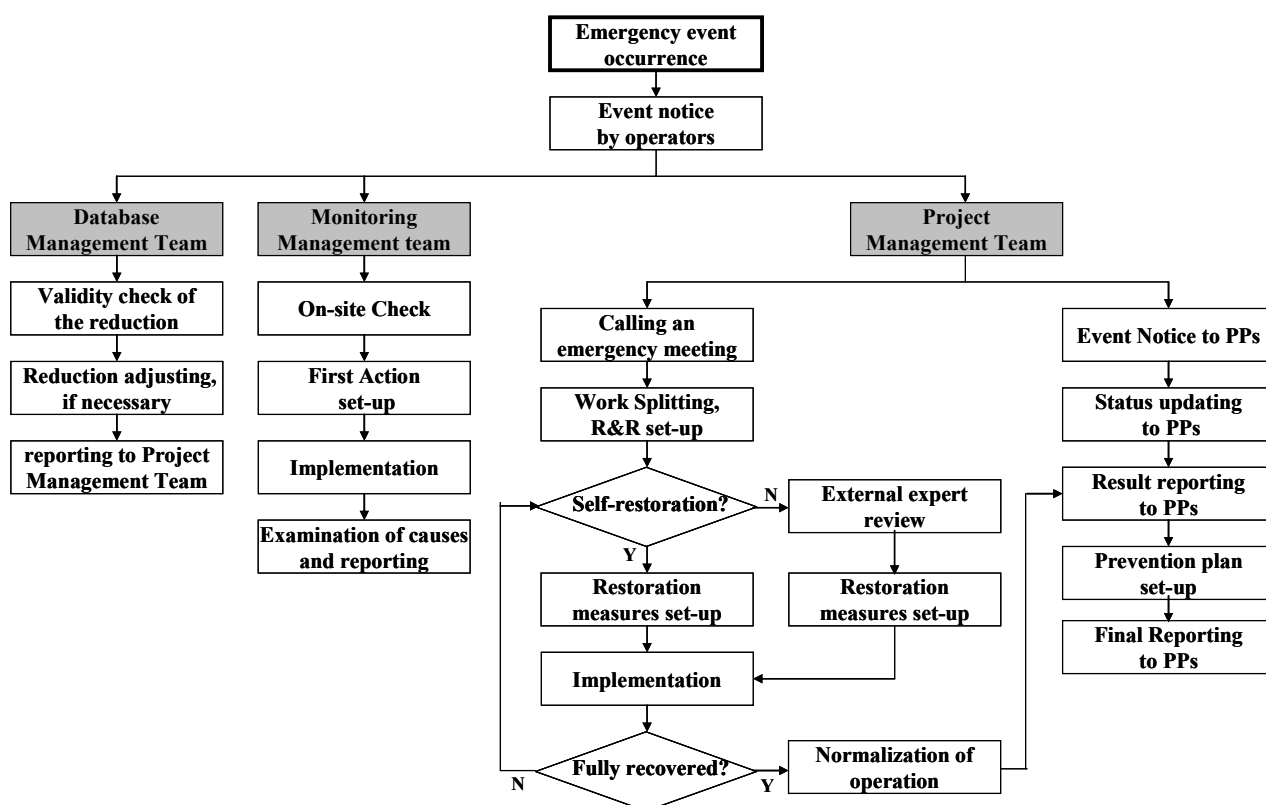 Emergency event
occurrence
Event notice
by operators
Database
Management Team
Monitoring
Management team
Project
Management Team
Validity check of
the reduction
Reduction adjusting,
if necessary
reporting to Project
Management Team
On-site Check
First Action
set-up
Implementation
Examination of causes
and reporting
Calling an
emergency meeting
Work Splitting,
R&R set-up
Self-restoration?
N
Y
External expert
review
Restoration
measures set-up
Restoration
measures set-up
Implementation
Fully recovered?
N
Y
Normalization of
operation
Event Notice to PPs
Status updating
to PPs
Result reporting
to PPs
Prevention plan
set-up
Final Reporting
to PPs